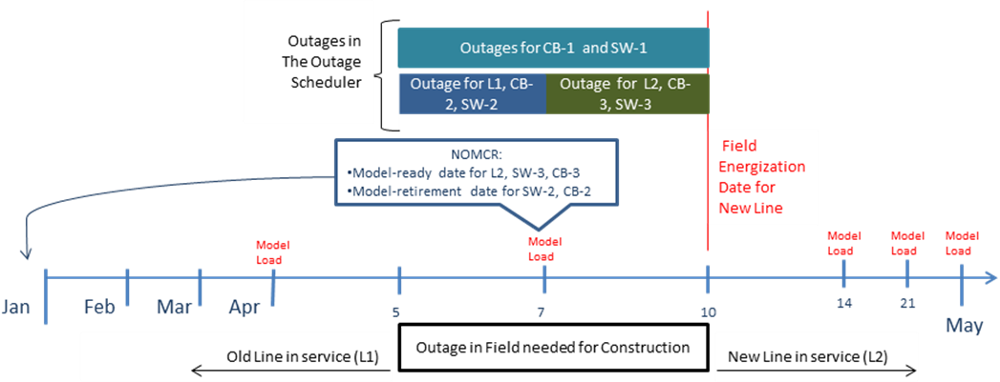 Outages in
The Outage
Scheduler
Outages for CB-1 and SW-1
Outage for L1, CB-
2, SW-2
Outage for L2, CB-
3, SW-3
NOMCR:
•Model-ready date for L2, SW-3, CB-3
•Model-retirement date for SW-2, CB-2
Field
Energization
Date for
New Line
Model
Load
Model
Load
Model
Load
Model
Load
Model
Load
Jan
Feb
Mar
Apr
5
7
10
14
21
May
Old Line in service (L1)
Outage in Field needed for Construction
New Line in service (L2)